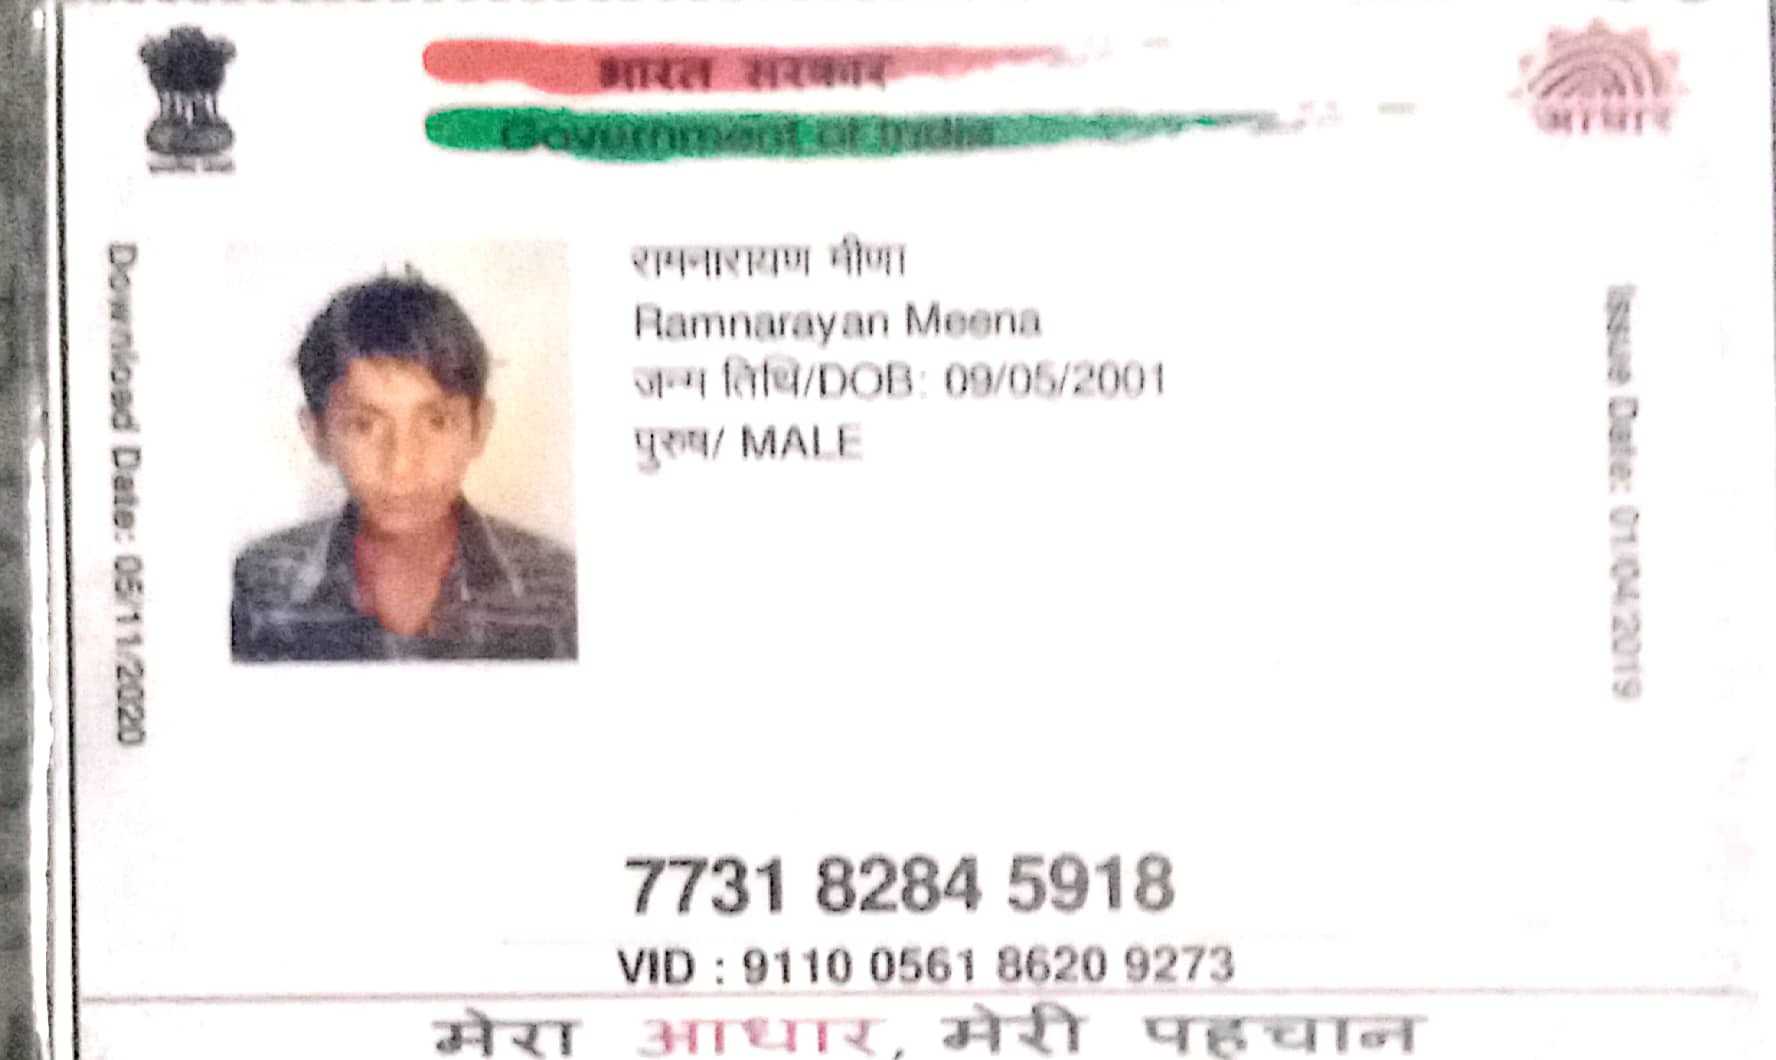 भारत सरकार
Government of India
आधार
Download Date: 05/11/2020
रामनारायण मीणा
Ramnarayan Meena
जन्म तिथि/DOB: 09/05/2001
पुरुष/ MALE
Issue Date: 01/04/2019
7731 8284 5918
VID : 9110 0561 8620 9273
मेरा आधार, मेरी पहचान